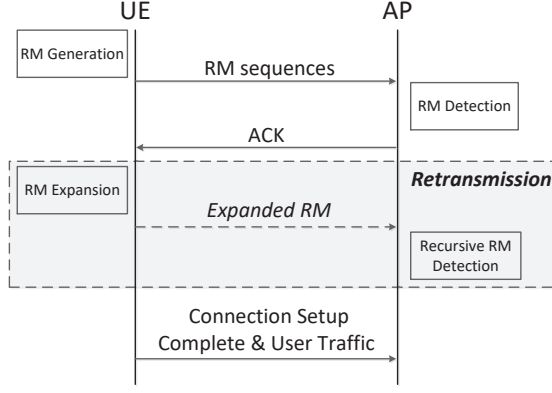 UE
AP
RM Generation
RM sequences
RM Detection
ACK
RM Expansion
Retransmission
Expanded RM
Recursive RM
Detection
Connection Setup
Complete & User Traffic